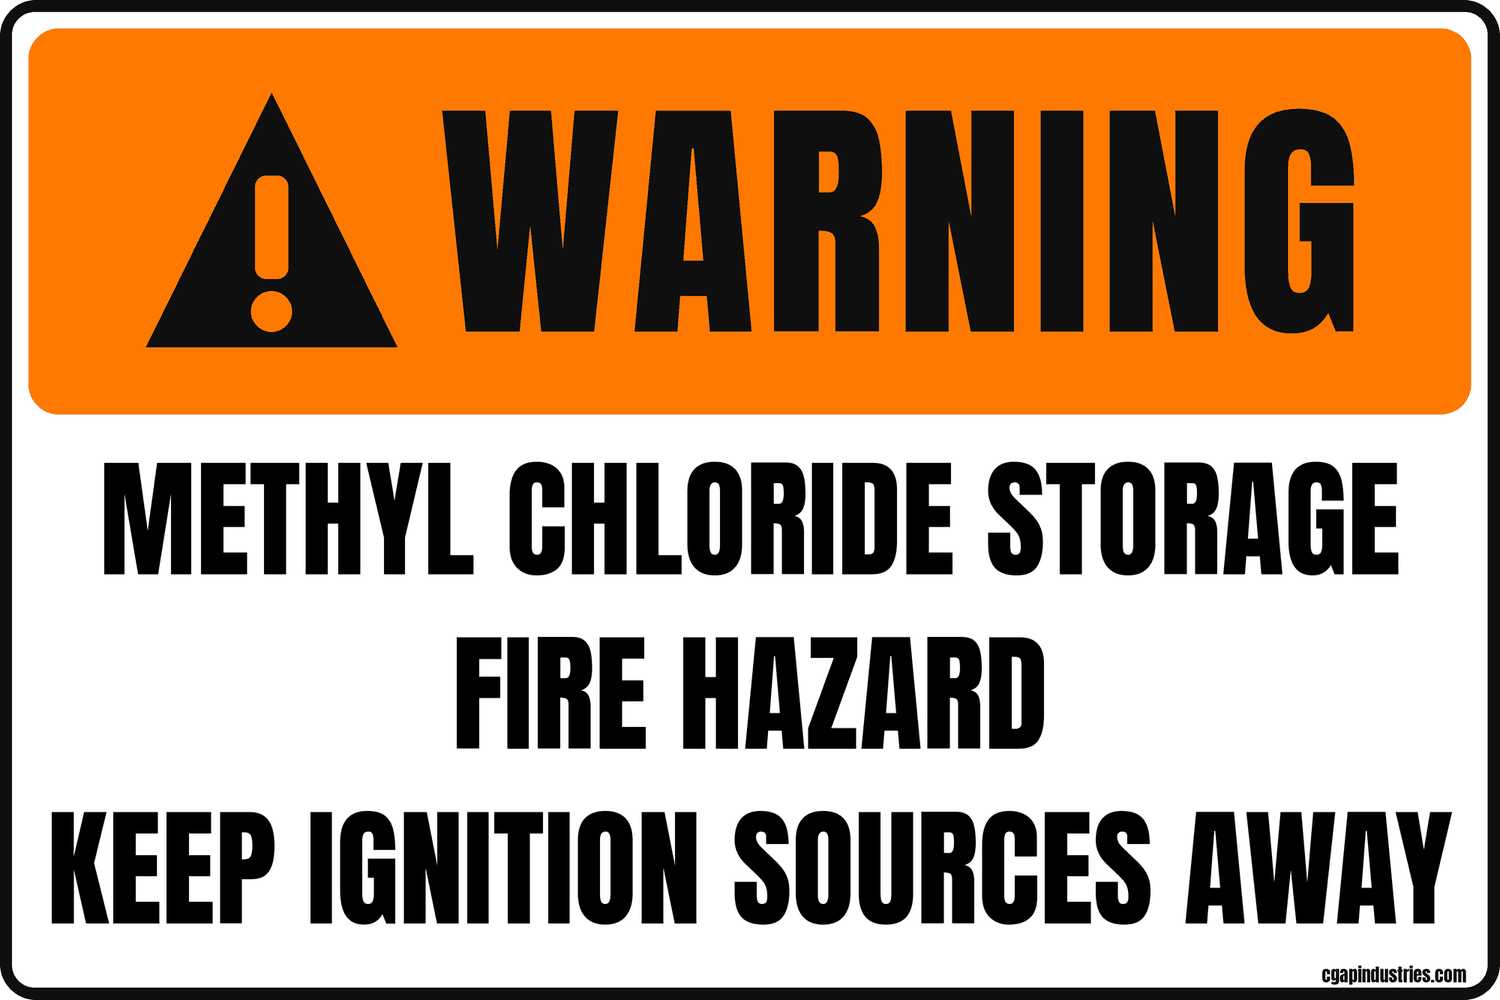 WARNING
METHYL CHLORIDE STORAGE
FIRE HAZARD
KEEP IGNITION SOURCES AWAY
cgapindustries.com